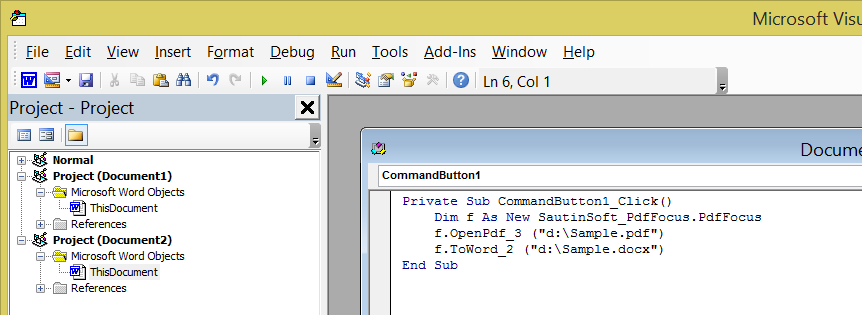 Microsoft Visu
File Edit View Insert Format Debug Run Tools Add-Ins Window Help
Ln 6, Col 1
Project - Project
Normal
Project (Document1)
Microsoft Word Objects
ThisDocument
References
Project (Document2)
Microsoft Word Objects
ThisDocument
References
Docume
CommandButton1
Private Sub CommandButton1_Click()
Dim f As New SautinSoft_PdfFocus.PdfFocus
f.OpenPdf_3 ("d:\Sample.pdf")
f.ToWord_2 ("d:\Sample.docx")
End Sub